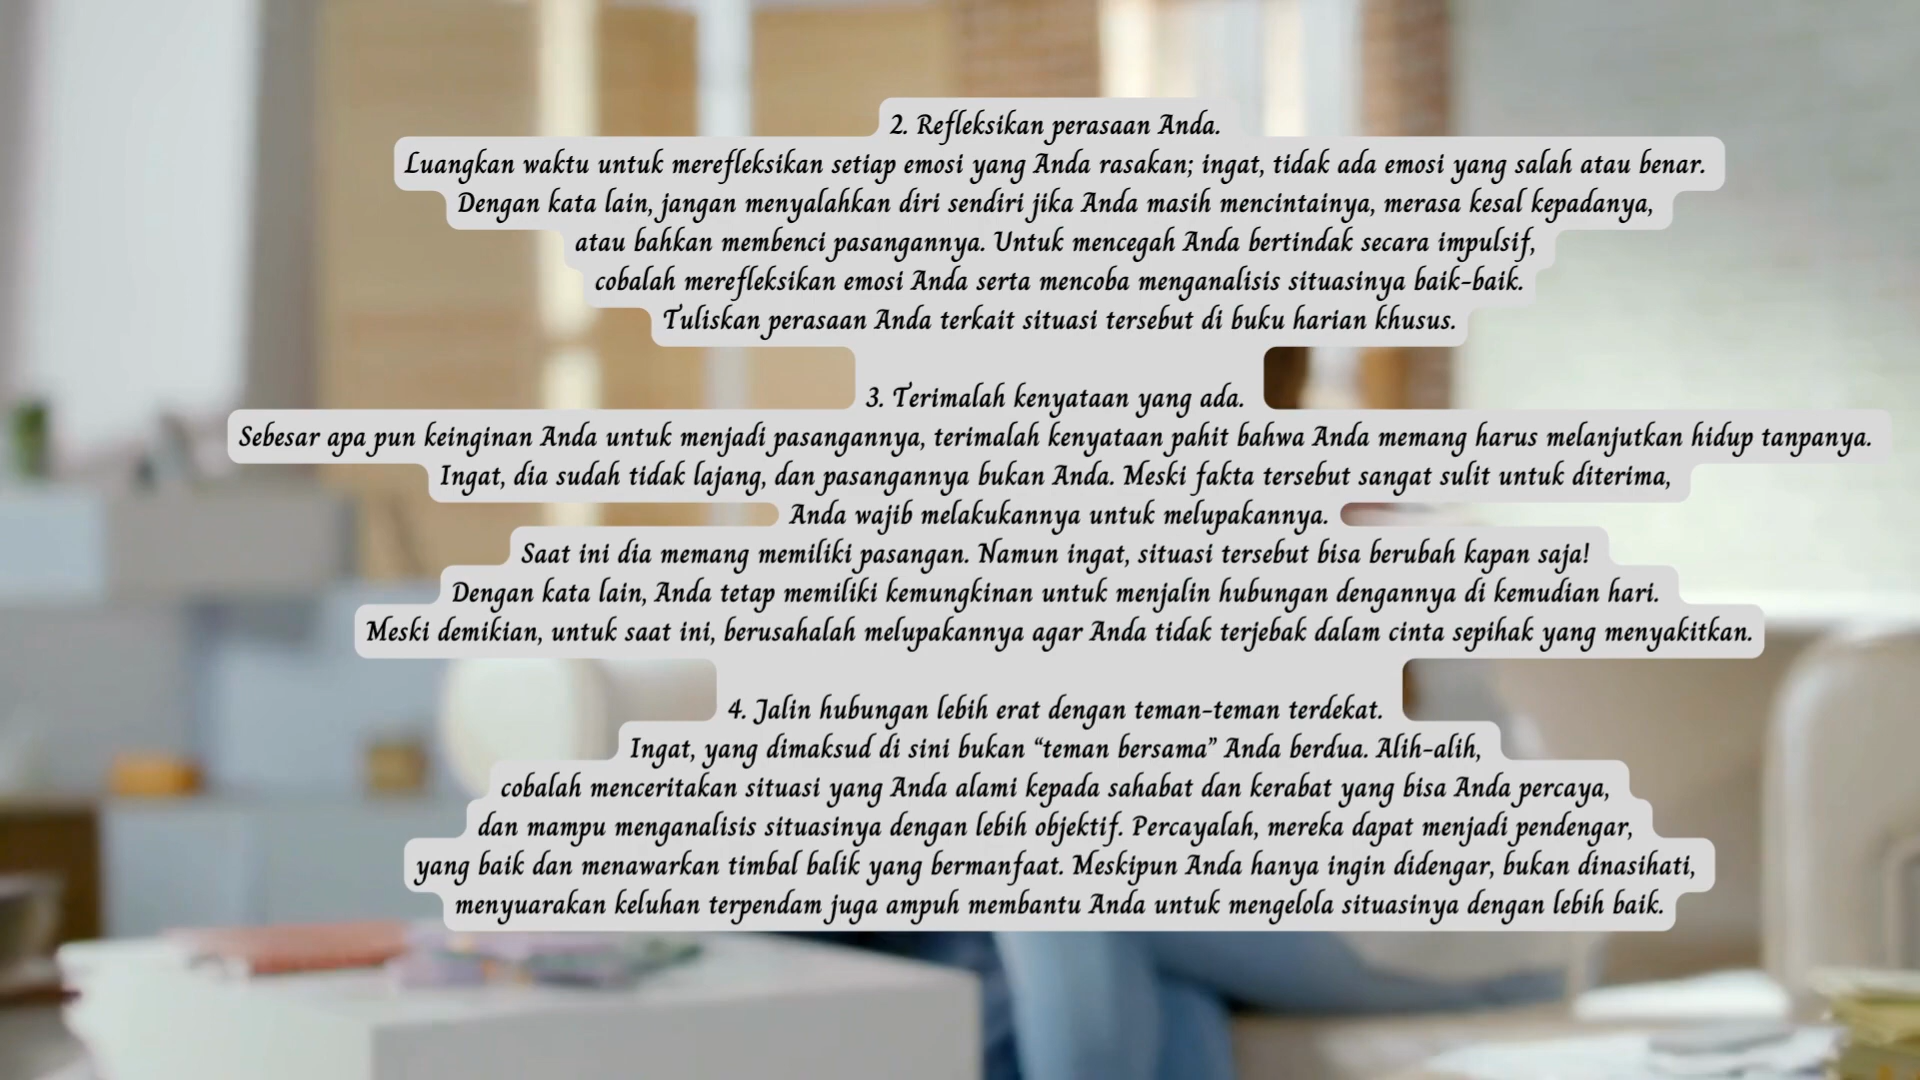 2. Refleksikan perasaan Anda.
Luangkan waktu untuk merefleksikan setiap emosi yang Anda rasakan; ingat, tidak ada emosi yang salah atau benar.
Dengan kata lain, jangan menyalahkan diri sendiri jika Anda masih mencintainya, merasa kesal kepadanya,
atau bahkan membenci pasangannya. Untuk mencegah Anda bertindak secara impulsif,
cobalah merefleksikan emosi Anda serta mencoba menganalisis situasinya baik-baik.
Tuliskan perasaan Anda terkait situasi tersebut di buku harian khusus.
3. Terimalah kenyataan yang ada.
Sebesar apa pun keinginan Anda untuk menjadi pasangannya, terimalah kenyataan pahit bahwa Anda memang harus melanjutkan hidup tanpanya.
Ingat, dia sudah tidak lajang, dan pasangannya bukan Anda. Meski fakta tersebut sangat sulit untuk diterima,
Anda wajib melakukannya untuk melupakannya.
Saat ini dia memang memiliki pasangan. Namun ingat, situasi tersebut bisa berubah kapan saja!
Dengan kata lain, Anda tetap memiliki kemungkinan untuk menjalin hubungan dengannya di kemudian hari.
Meski demikian, untuk saat ini, berusahalah melupakannya agar Anda tidak terjebak dalam cinta sepihak yang menyakitkan.
4. Jalin hubungan lebih erat dengan teman-teman terdekat.
Ingat, yang dimaksud di sini bukan “teman bersama” Anda berdua. Alih-alih,
cobalah menceritakan situasi yang Anda alami kepada sahabat dan kerabat yang bisa Anda percaya,
dan mampu menganalisis situasinya dengan lebih objektif. Percayalah, mereka dapat menjadi pendengar,
yang baik dan menawarkan timbal balik yang bermanfaat. Meskipun Anda hanya ingin didengar, bukan dinasihati,
menyuarakan keluhan terpendam juga ampuh membantu Anda untuk mengelola situasinya dengan lebih baik.